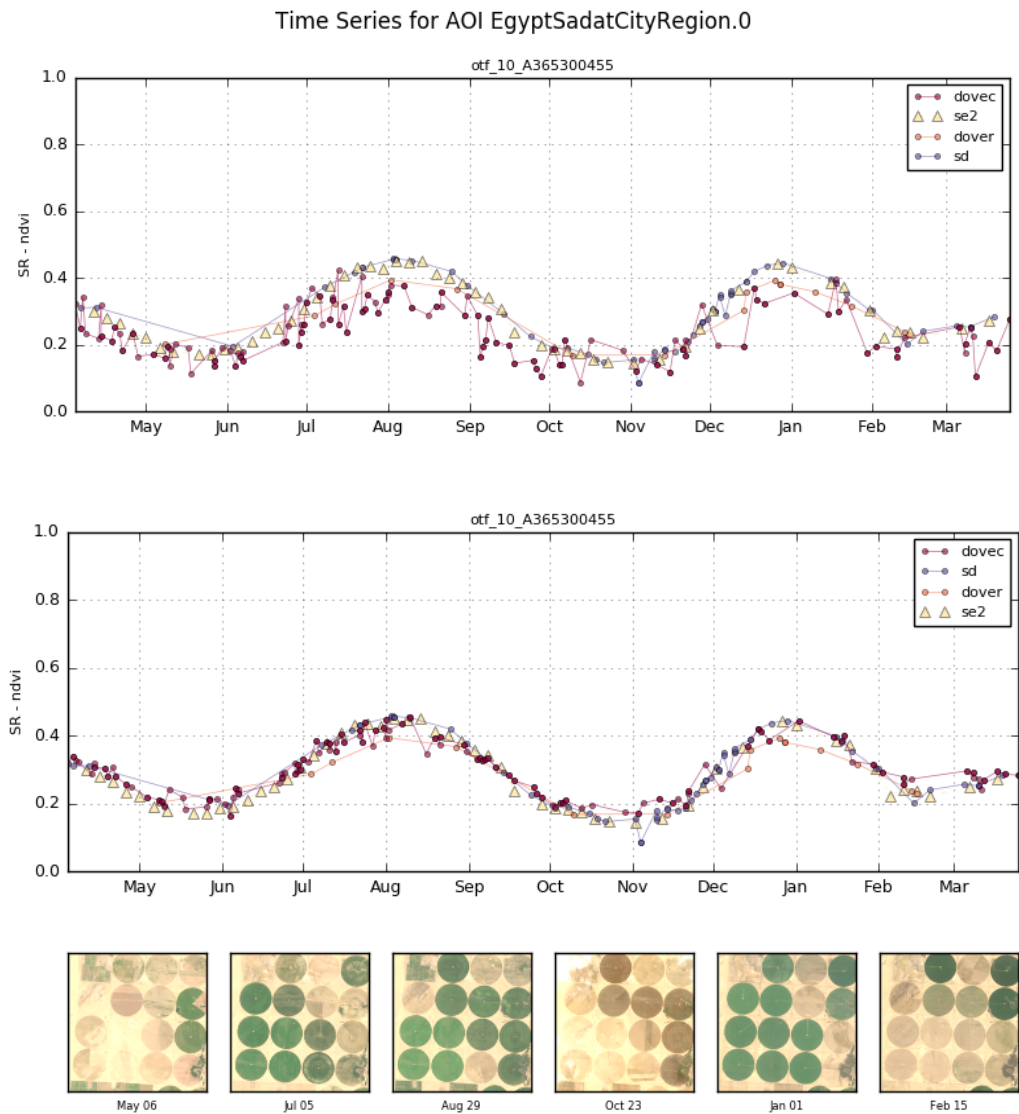 Time Series for AOI EgyptSadatCityRegion.0
otf_10_A365300455
1.0
0.8
0.6
0.4
0.2
0.0
SR - ndvi
dovec
se2
dover
sd
May Jun Jul Aug Sep Oct Nov Dec Jan Feb Mar
otf_10_A365300455
1.0
0.8
0.6
0.4
0.2
0.0
SR - ndvi
dovec
sd
dover
se2
May Jun Jul Aug Sep Oct Nov Dec Jan Feb Mar
May 06 Jul 05 Aug 29 Oct 23 Jan 01 Feb 15